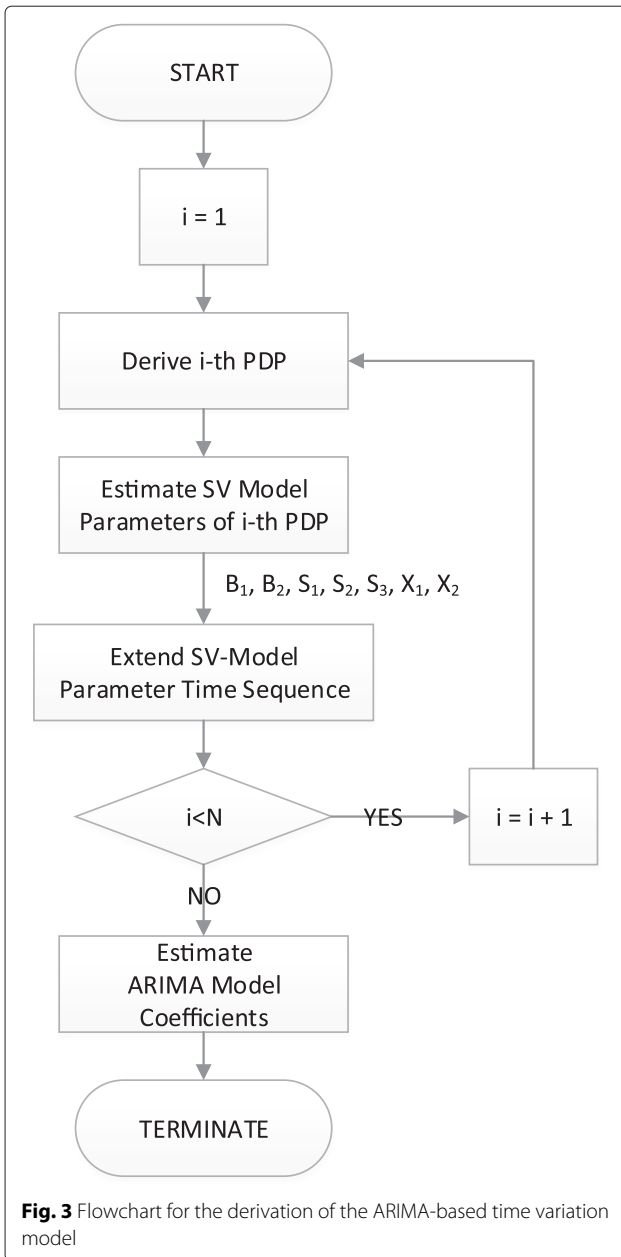 START
i = 1
Derive i-th PDP
Estimate SV Model
Parameters of i-th PDP
B₁, B₂, S₁, S₂, S₃, X₁, X₂
Extend SV-Model
Parameter Time Sequence
i<N
YES
i = i + 1
NO
Estimate
ARIMA Model
Coefficients
TERMINATE
Fig. 3 Flowchart for the derivation of the ARIMA-based time variation
model